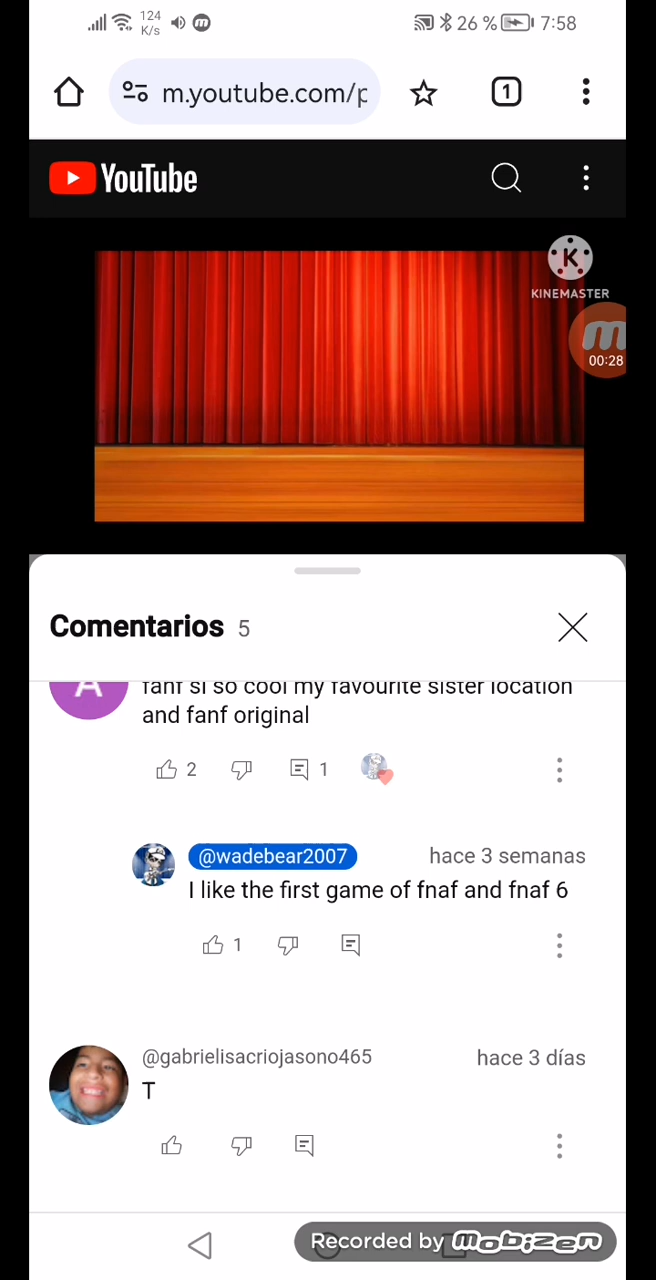 124
K/s
26 %
7:58
m.youtube.com/p
1
YouTube
K
KINEMASTER
m
00:28
Comentarios 5
A
fanf si so cool my favourite sister location
and fanf original
2
1
@wadebear2007 hace 3 semanas
I like the first game of fnaf and fnaf 6
1
@gabrielisacriojasono465 hace 3 días
T
Recorded by mobizen